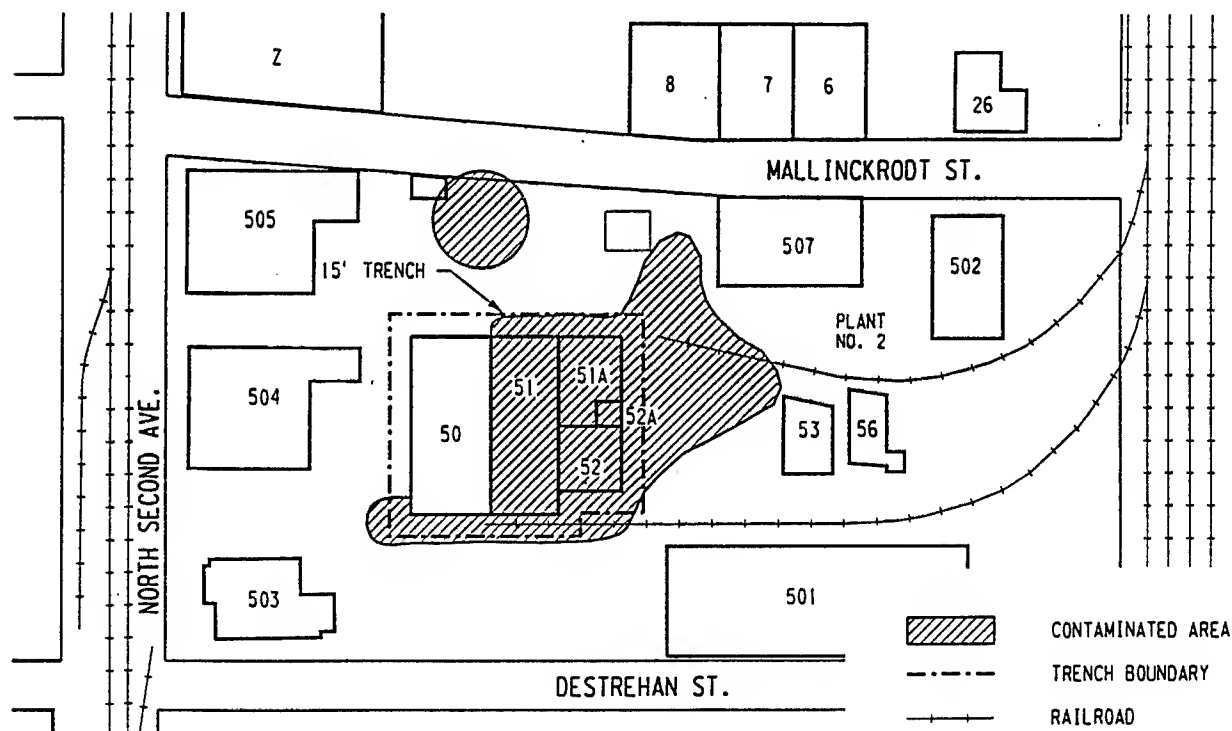 Z
8
7
6
26
MALLINCKRODT ST.
505
507
502
15' TRENCH
PLANT
NO. 2
504
51
51A
52A
50
53
56
52
NORTH SECOND AVE.
503
501
CONTAMINATED AREA
DESTREHAN ST.
TRENCH BOUNDARY
RAILROAD